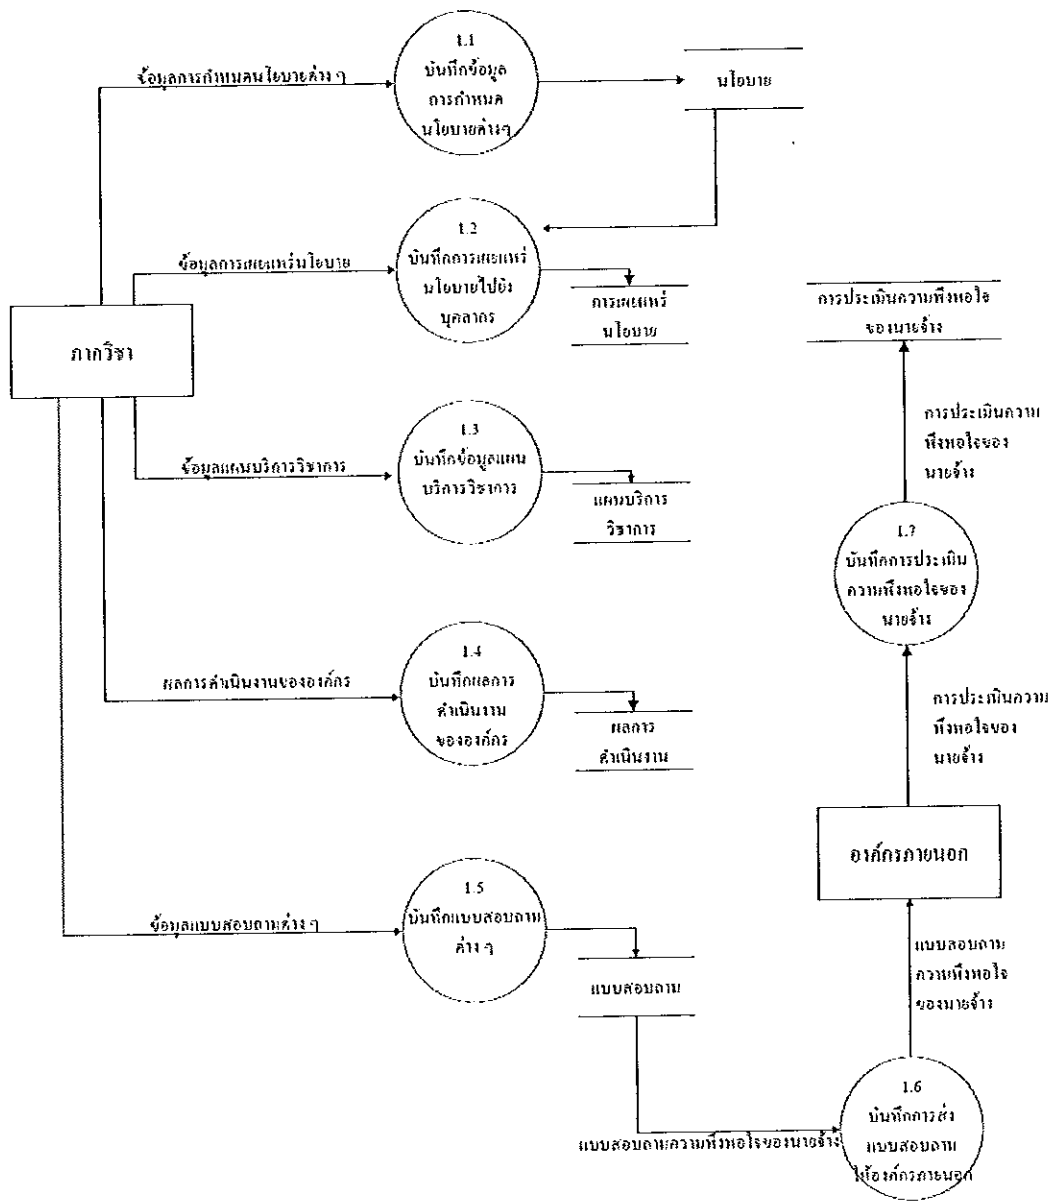 1.1
บันทึกข้อมูล
การกำหนด
นโยบายต่างๆ
ข้อมูลการกำหนดนโยบายต่าง ๆ
นโยบาย
1.2
บันทึกการเผยแพร่
นโยบายไปยัง
บุคลากร
ข้อมูลการเผยแพร่นโยบาย
การเผยแพร่
นโยบาย
การประเมินความพึงพอใจ
ของนายจ้าง
ภาควิชา
การประเมินความ
พึงพอใจของ
นายจ้าง
1.3
บันทึกข้อมูลแผน
บริการวิชาการ
ข้อมูลแผนบริการวิชาการ
แผนบริการ
วิชาการ
1.7
บันทึกการประเมิน
ความพึงพอใจของ
นายจ้าง
1.4
บันทึกผลการ
ดำเนินงาน
ขององค์กร
ผลการดำเนินงานขององค์กร
ผลการ
ดำเนินงาน
การประเมินความ
พึงพอใจของ
นายจ้าง
องค์กรภายนอก
1.5
บันทึกแบบสอบถาม
ต่าง ๆ
ข้อมูลแบบสอบถามต่าง ๆ
แบบสอบถาม
แบบสอบถาม
ความพึงพอใจ
ของนายจ้าง
1.6
บันทึกการส่ง
แบบสอบถาม
ให้องค์กรภายนอก
แบบสอบถามความพึงพอใจของนายจ้าง